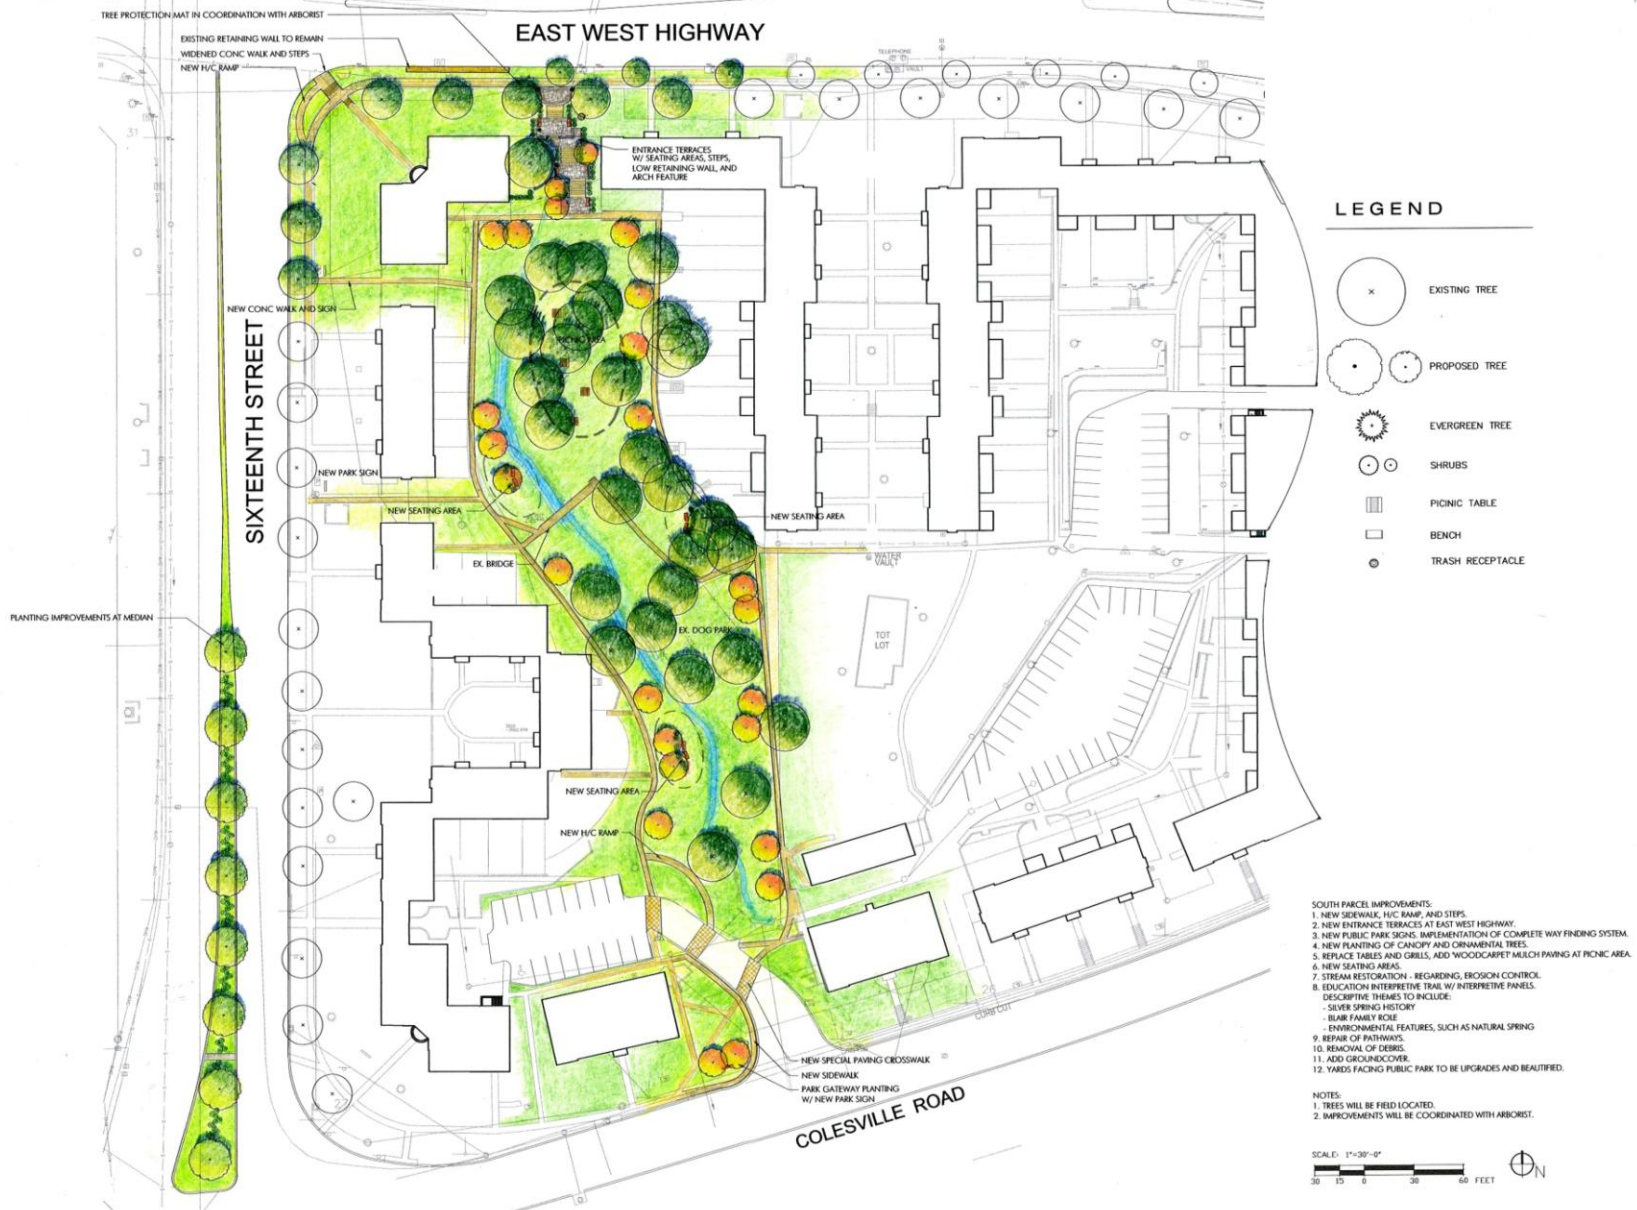 TREE PROTECTION MAT IN COORDINATION WITH ARBORIST
EAST WEST HIGHWAY
EXISTING RETAINING WALL TO REMAIN
WIDENED CONC WALK AND STEPS
NEW H/C RAMP
TELEPHONE
VAULT
31
ENTRANCE TERRACES
W/ SEATING AREAS, STEPS,
LOW RETAINING WALL, AND
ARCH FEATURE
NEW CONC WALK AND SIGN
SIXTEENTH STREET
PICNIC AREA
NEW PARK SIGN
NEW SEATING AREA
NEW SEATING AREA
EX. BRIDGE
WATER
VAULT
PLANTING IMPROVEMENTS AT MEDIAN
EX. DOG PARK
TOT
LOT
NEW SEATING AREA
NEW H/C RAMP
26
CURB CUT
27
NEW SPECIAL PAVING CROSSWALK
NEW SIDEWALK
PARK GATEWAY PLANTING
W/ NEW PARK SIGN
COLESVILLE ROAD
LEGEND
EXISTING TREE
PROPOSED TREE
EVERGREEN TREE
SHRUBS
PICINIC TABLE
BENCH
TRASH RECEPTACLE
SOUTH PARCEL IMPROVEMENTS:
1. NEW SIDEWALK, H/C RAMP, AND STEPS.
2. NEW ENTRANCE TERRACES AT EAST WEST HIGHWAY.
3. NEW PUBLIC PARK SIGNS. IMPLEMENTATION OF COMPLETE WAY FINDING SYSTEM.
4. NEW PLANTING OF CANOPY AND ORNAMENTAL TREES.
5. REPLACE TABLES AND GRILLS, ADD 'WOODCARPET' MULCH PAVING AT PICNIC AREA.
6. NEW SEATING AREAS.
7. STREAM RESTORATION - REGARDING, EROSION CONTROL.
8. EDUCATION INTERPRETIVE TRAIL W/ INTERPRETIVE PANELS.
DESCRIPTIVE THEMES TO INCLUDE:
- SILVER SPRING HISTORY
- BLAIR FAMILY ROLE
- ENVIRONMENTAL FEATURES, SUCH AS NATURAL SPRING
9. REPAIR OF PATHWAYS.
10. REMOVAL OF DEBRIS.
11. ADD GROUNDCOVER.
12. YARDS FACING PUBLIC PARK TO BE UPGRADES AND BEAUTIFIED.
NOTES:
1. TREES WILL BE FIELD LOCATED.
2. IMPROVEMENTS WILL BE COORDINATED WITH ARBORIST.
SCALE: 1"=30'-0"
30 15 0 30 60 FEET
N